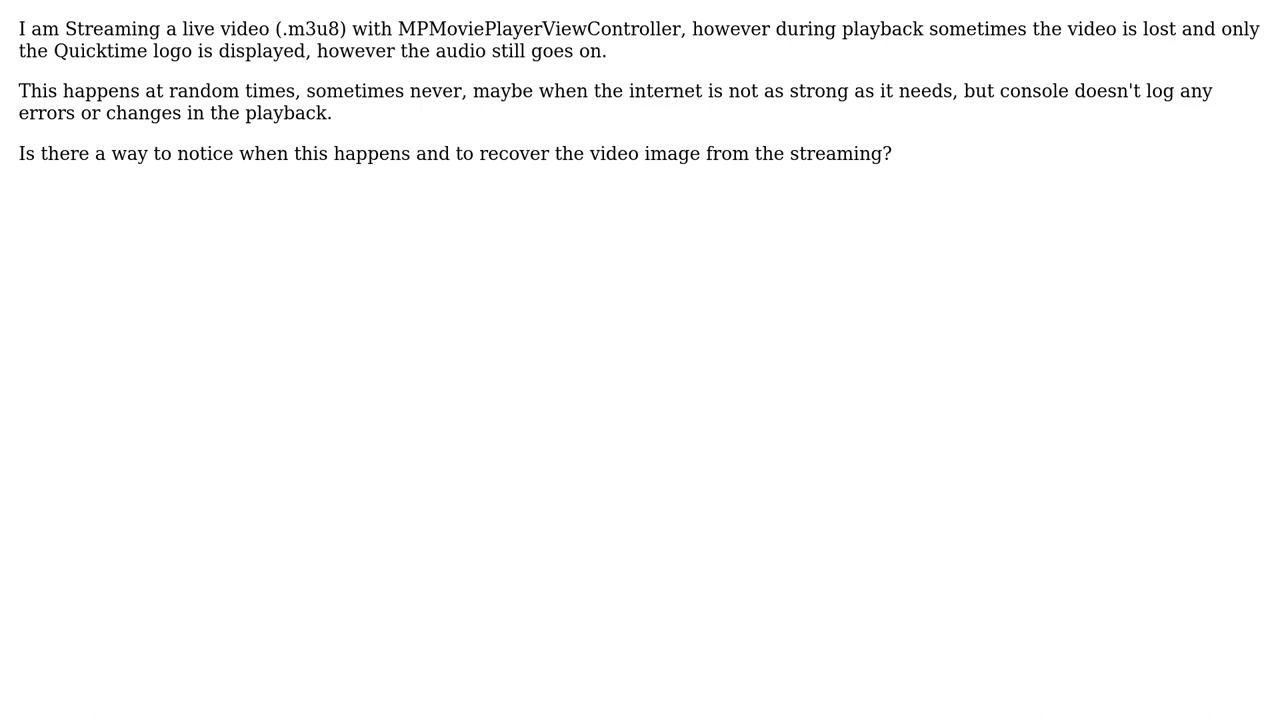 I am Streaming a live video (.m3u8) with MPMoviePlayerViewController, however during playback sometimes the video is lost and only
the Quicktime logo is displayed, however the audio still goes on.
This happens at random times, sometimes never, maybe when the internet is not as strong as it needs, but console doesn't log any
errors or changes in the playback.
Is there a way to notice when this happens and to recover the video image from the streaming?